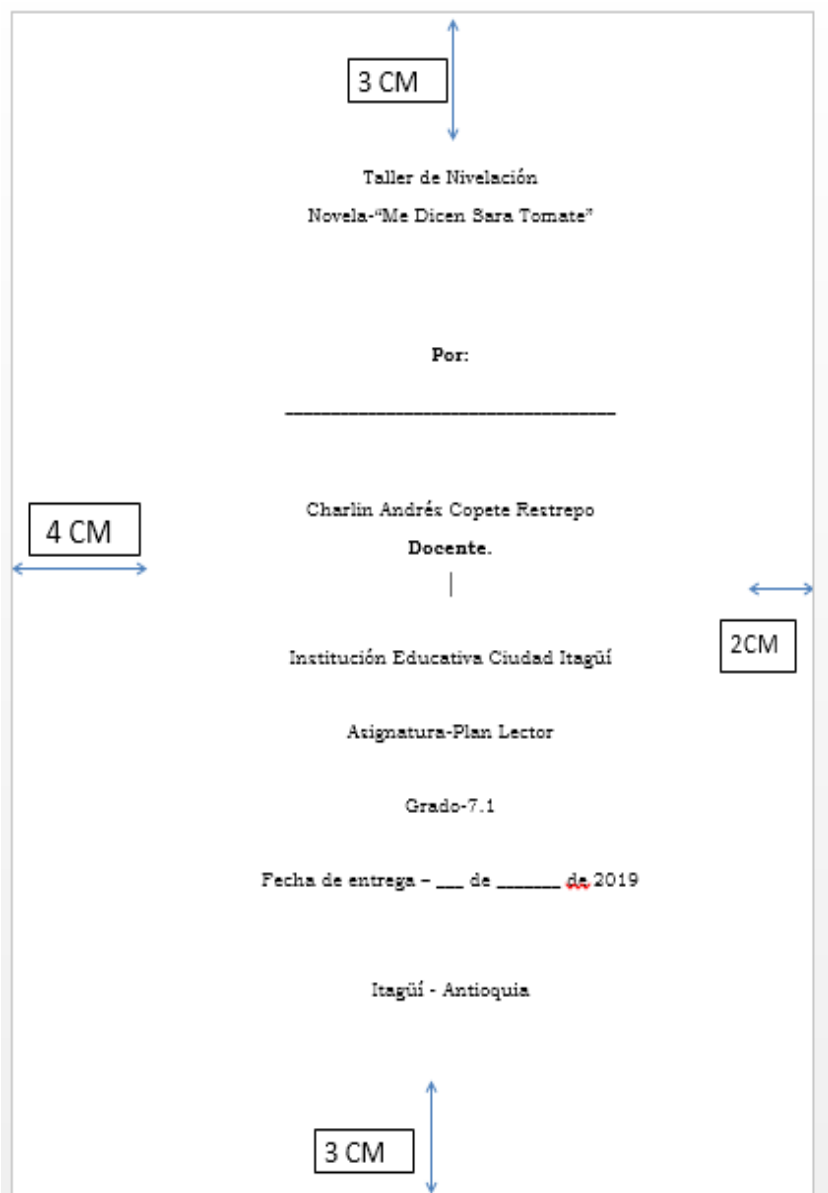 3 CM
Taller de Nivelación
Novela-“Me Dicen Sara Tomate”
Por:
____________________________________
Charlin Andrés Copete Restrepo
4 CM
Docente.
2CM
Institución Educativa Ciudad Itagüí
Asignatura-Plan Lector
Grado-7.1
Fecha de entrega – ___ de _______ de 2019
Itagüí - Antioquia
3 CM